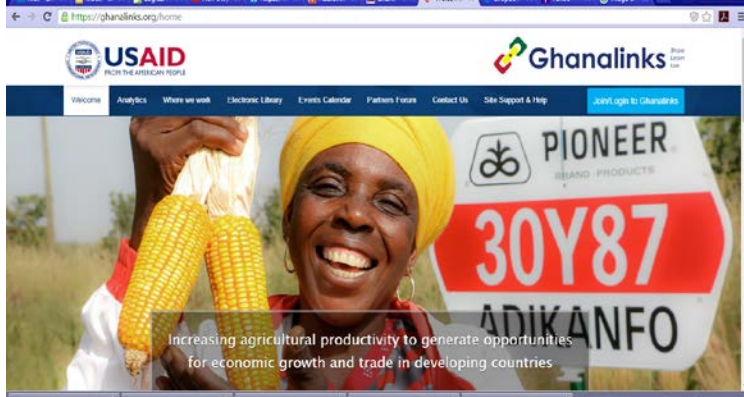 https://ghanalinks.org/home
USAID
FROM THE AMERICAN PEOPLE
Ghanalinks
Welcome Analytics Where we work Electronic Library Events Calendar Partners Forum Contact Us Site Support & Help Join/Login to Ghanalinks
PIONEER
BRAND · PRODUCTS
30Y87
ADIKANFO
Increasing agricultural productivity to generate opportunities
for economic growth and trade in developing countries